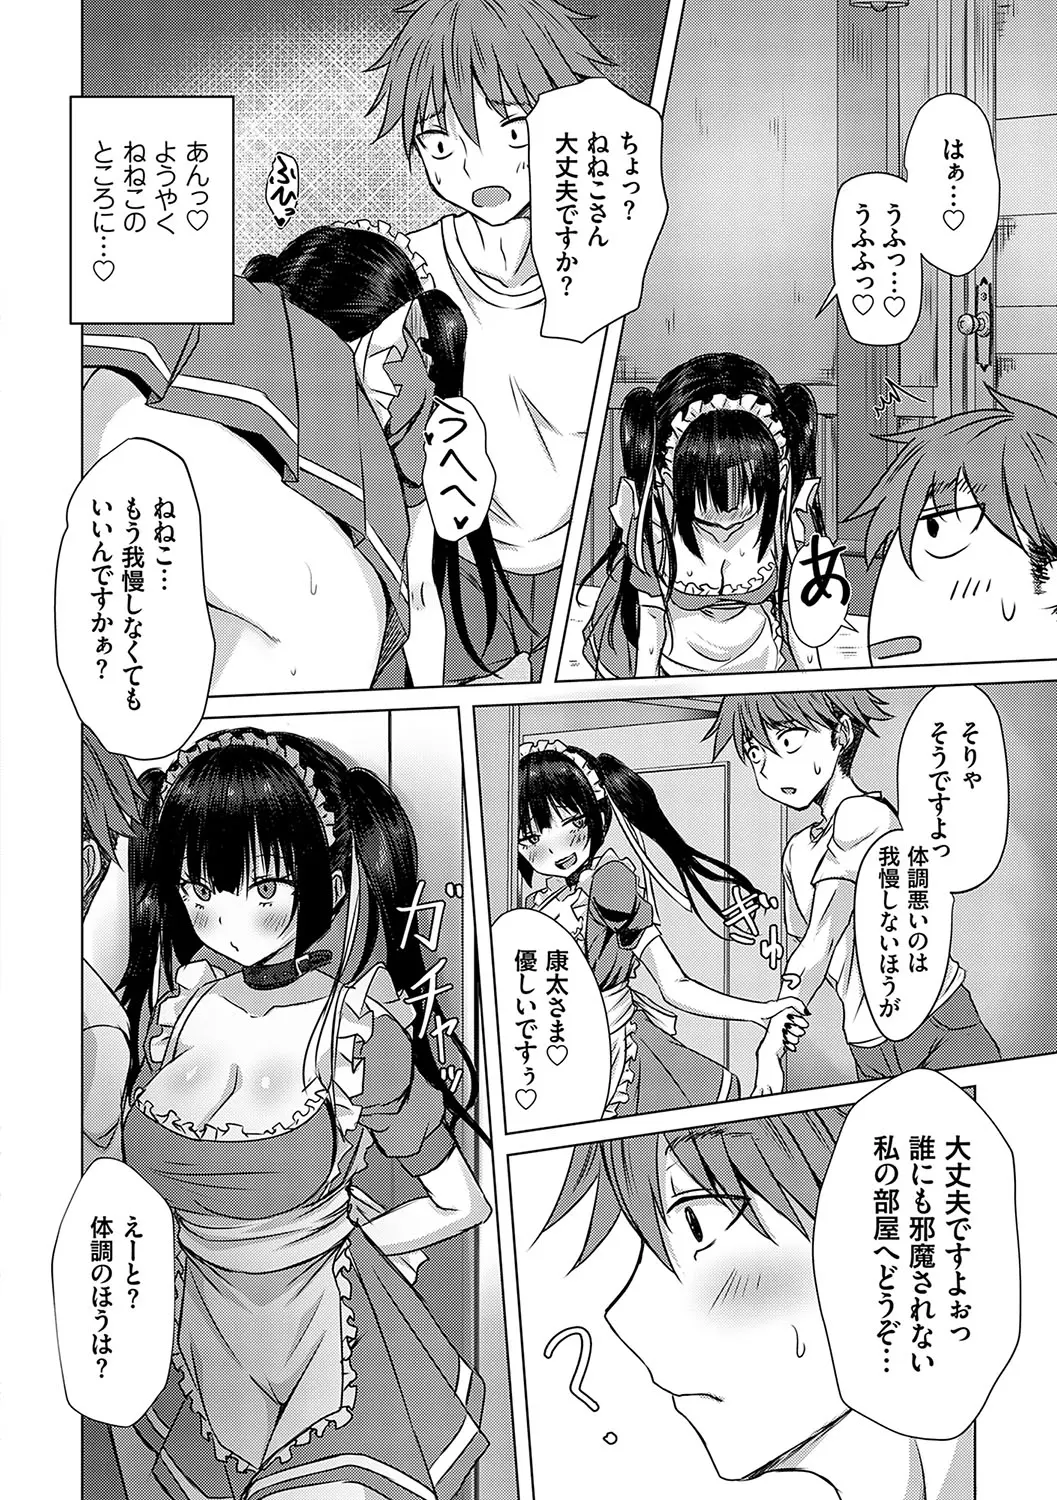 はぁ…♡
うふっ…♡
うふふっ♡
あ
ちょっ？
ねねこさん
大丈夫ですか？
ふひっ♡
うへへ♥
あんっ♡
ようやく
ねねこの
ところに…♡
ねねこ…
もう我慢しなくても
いいんですかぁ？
そりゃ
そうですよっ
体調悪いのは
我慢しないほうが
ぎゅ
康太さま♡
優しいですぅ♡
大丈夫ですよぉっ
誰にも邪魔されない
私の部屋へどうぞ…
？
ガチャッ
えーと？
体調のほうは？